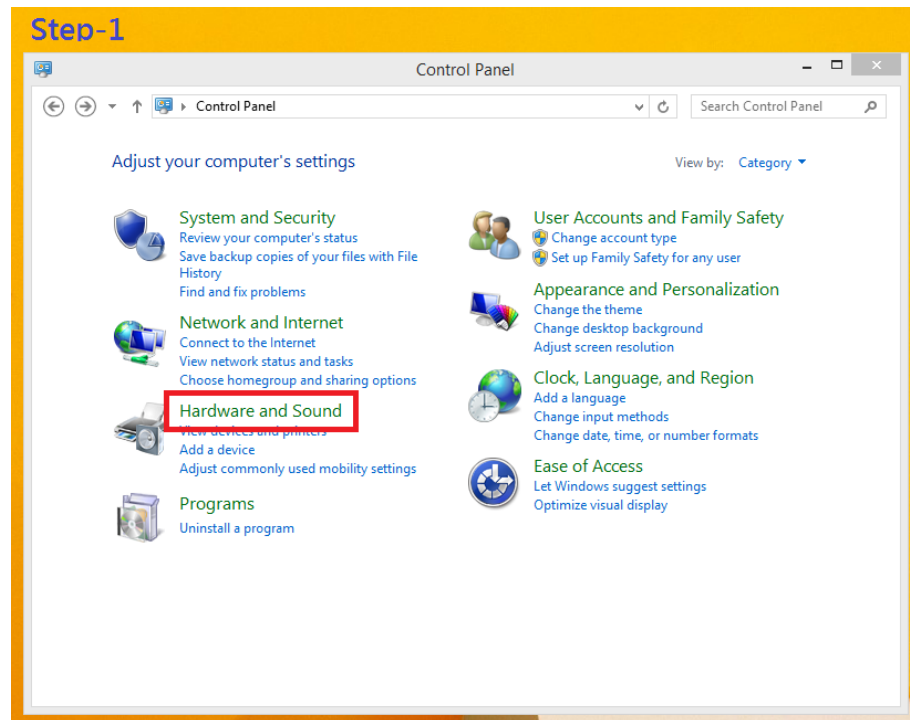 Step-1
Control Panel
Control Panel
Search Control Panel
Adjust your computer's settings
View by: Category
System and Security
Review your computer's status
Save backup copies of your files with File
History
Find and fix problems
Network and Internet
Connect to the Internet
View network status and tasks
Choose homegroup and sharing options
Hardware and Sound
View devices and printers
Add a device
Adjust commonly used mobility settings
Programs
Uninstall a program
User Accounts and Family Safety
Change account type
Set up Family Safety for any user
Appearance and Personalization
Change the theme
Change desktop background
Adjust screen resolution
Clock, Language, and Region
Add a language
Change input methods
Change date, time, or number formats
Ease of Access
Let Windows suggest settings
Optimize visual display